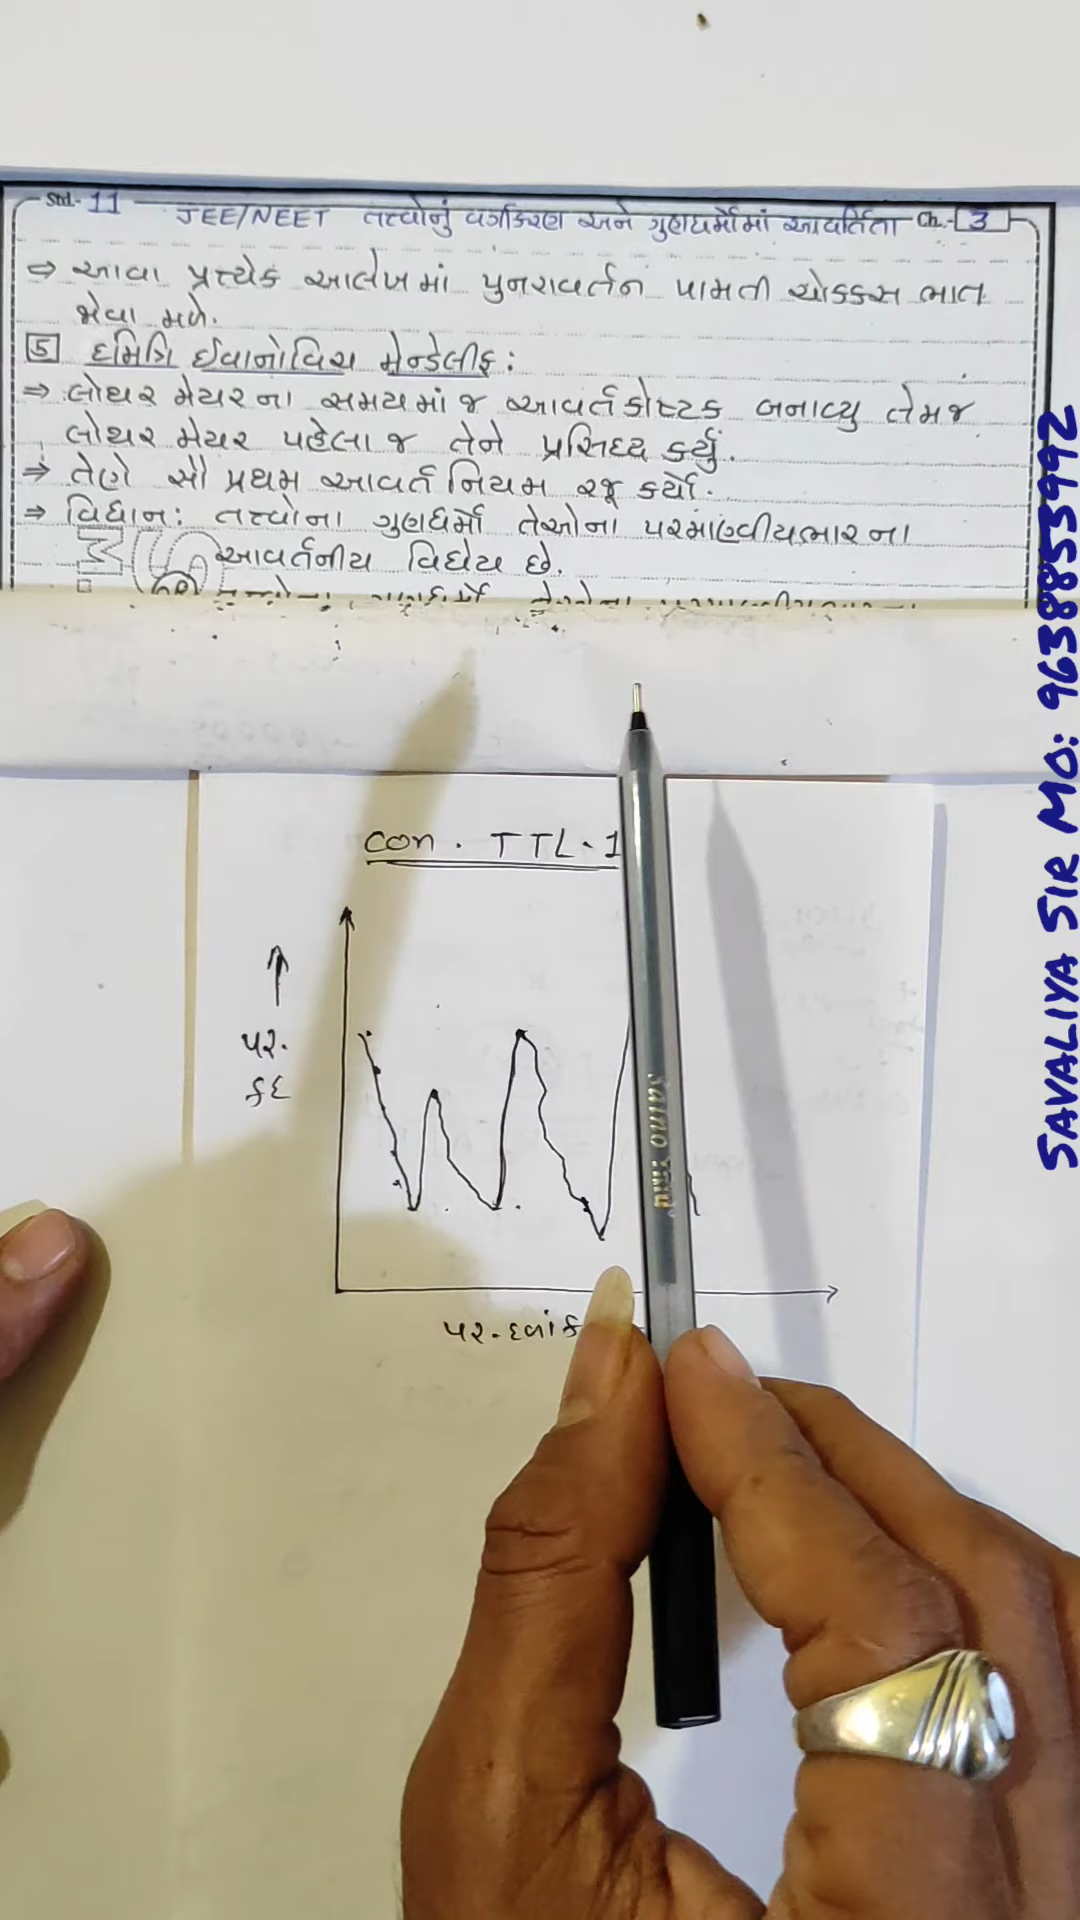 Std.- 11 JEE/NEET તત્ત્વોનું વર્ગીકરણ અને ગુણધર્મોમાં આવર્તિતા Ch.- 3
⇒ આવા પ્રત્યેક આલેખમાં પુનરાવર્તન પામતી ચોક્કસ ભાત
જોવા મળે.
5 દમિત્રિ ઈવાનોવિચ મેન્ડેલીફ :
⇒ લોથર મેયરના સમયમાં જ આવર્તકોષ્ટક બનાવ્યુ તેમજ
લોથર મેયર પહેલા જ તેને પ્રસિધ્ધ કર્યું.
⇒ તેણે સૌ પ્રથમ આવર્ત નિયમ રજૂ કર્યો.
⇒ વિધાન : તત્ત્વોના ગુણધર્મો તેઓના પરમાણ્વીયભારના
આવર્તનીય વિધેય છે.
con. TTL.1
પર.
કદ
પર. ક્રમાંક
Saino
SAVALIYA SIR MO: 9638853992